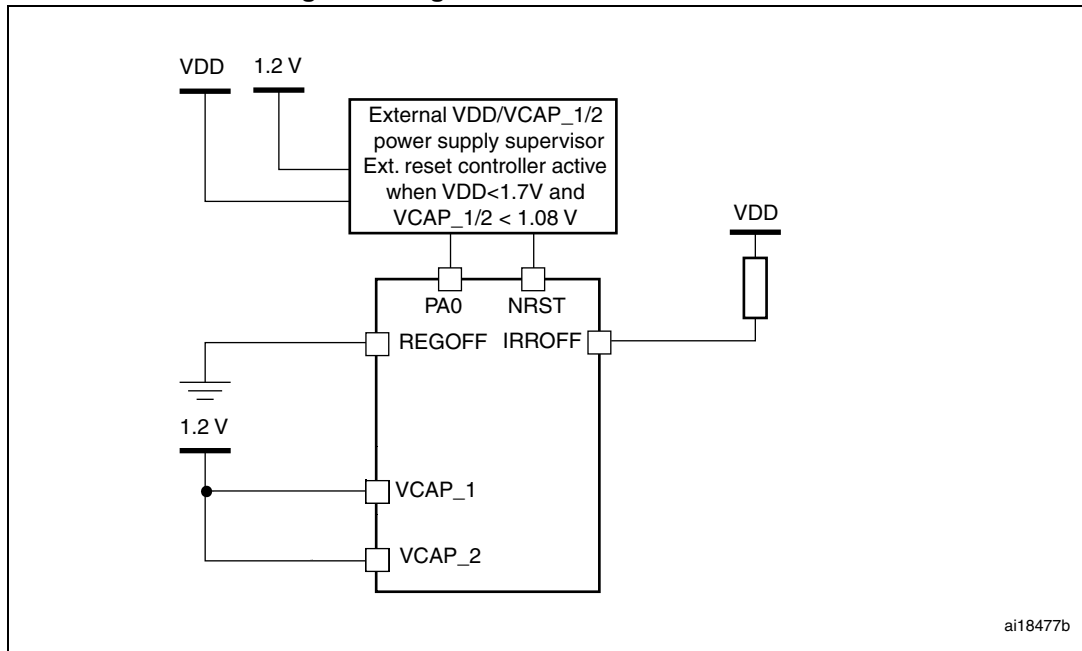 VDD
1.2 V
External VDD/VCAP_1/2
power supply supervisor
Ext. reset controller active
when VDD<1.7V and
VCAP_1/2 < 1.08 V
VDD
PA0
NRST
REGOFF
IRROFF
1.2 V
VCAP_1
VCAP_2
ai18477b